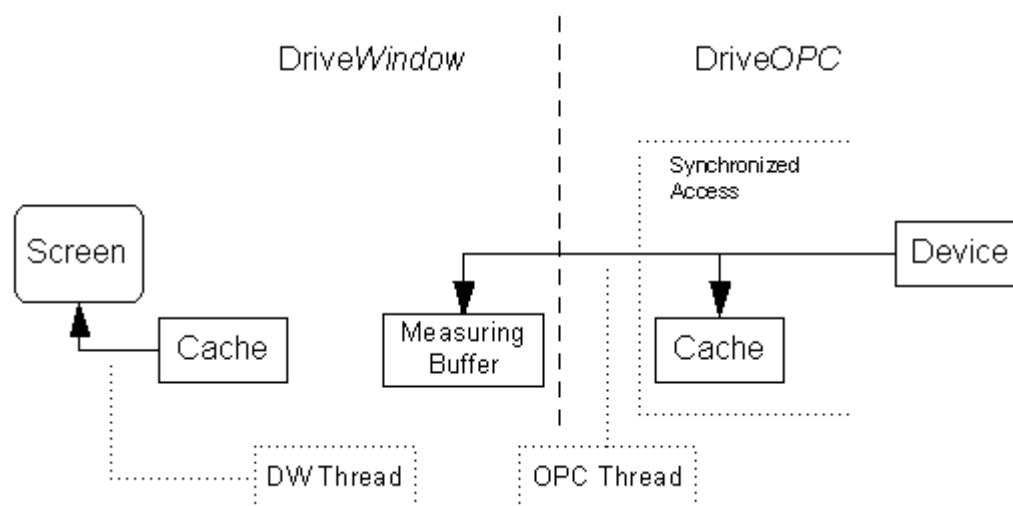 DriveWindow
DriveOPC
Synchronized
Access
Screen
Device
Cache
Measuring
Buffer
Cache
DW Thread
OPC Thread